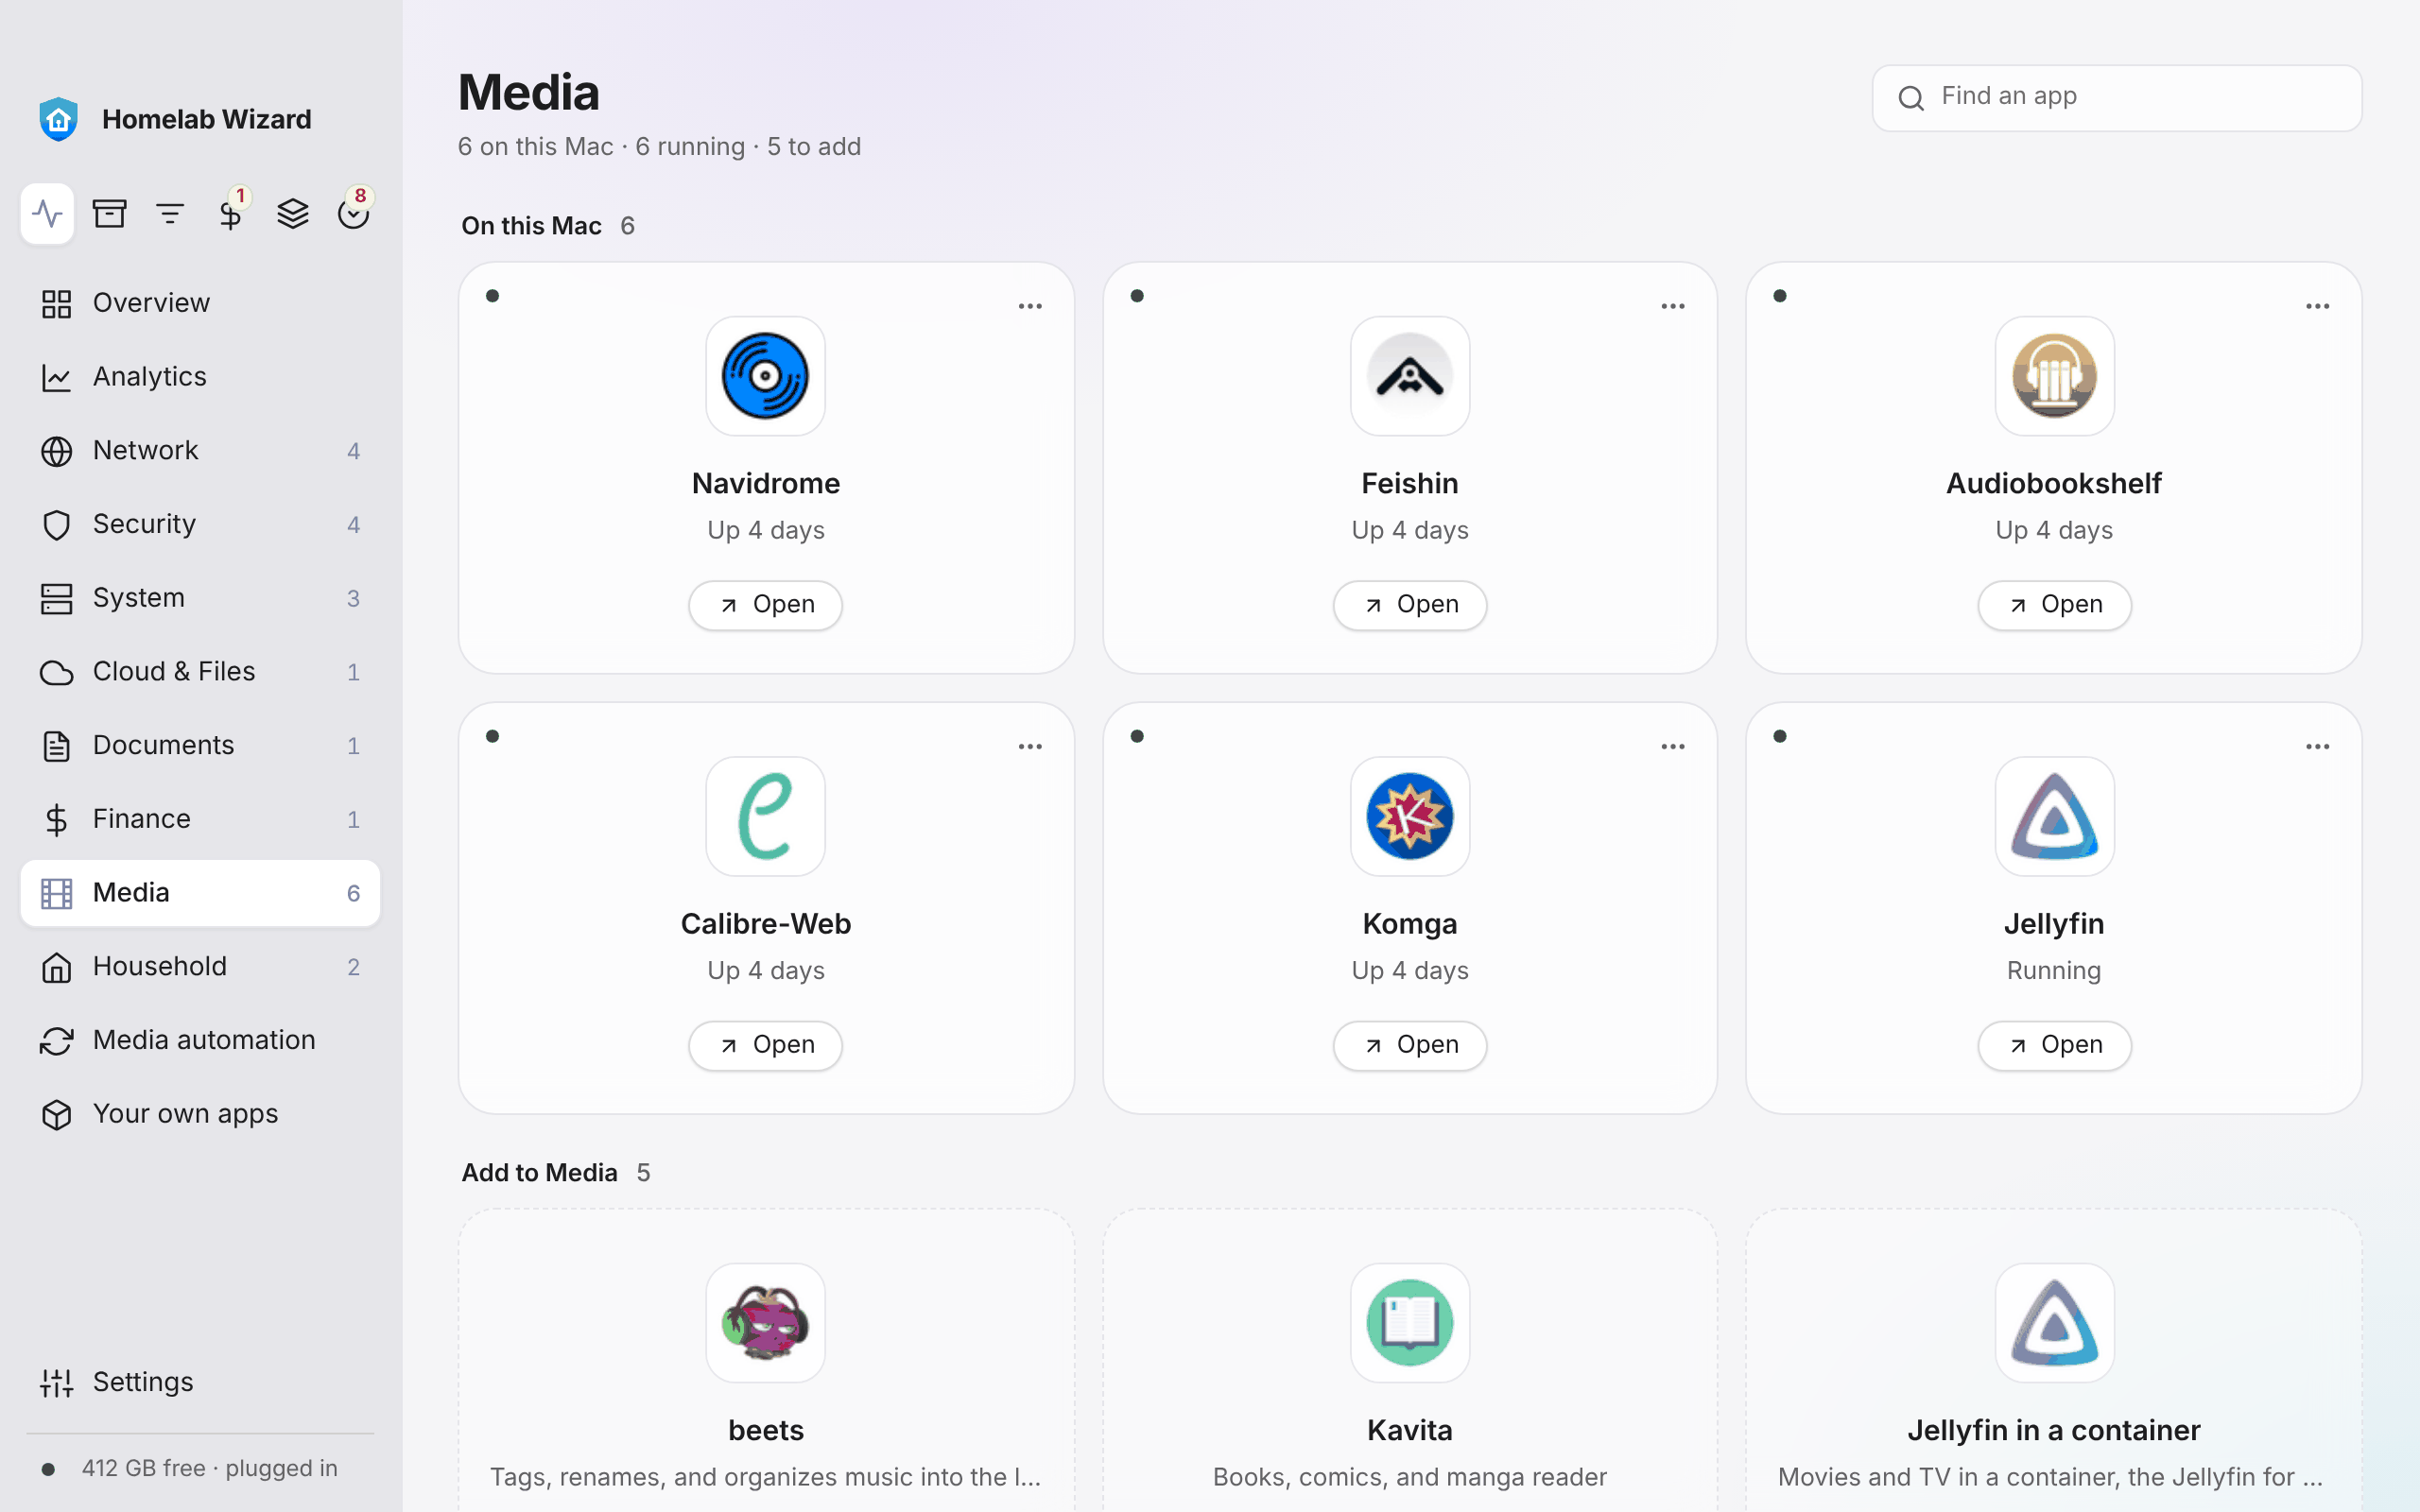 Homelab Wizard
1
8
Overview
Analytics
Network 4
Security 4
System 3
Cloud & Files 1
Documents 1
Finance 1
Media 6
Household 2
Media automation
Your own apps
Settings
412 GB free · plugged in
Media
6 on this Mac · 6 running · 5 to add
Find an app
On this Mac 6
Navidrome
Up 4 days
Open
Feishin
Up 4 days
Open
Audiobookshelf
Up 4 days
Open
Calibre-Web
Up 4 days
Open
Komga
Up 4 days
Open
Jellyfin
Running
Open
Add to Media 5
beets
Tags, renames, and organizes music into the l...
Kavita
Books, comics, and manga reader
Jellyfin in a container
Movies and TV in a container, the Jellyfin for ...